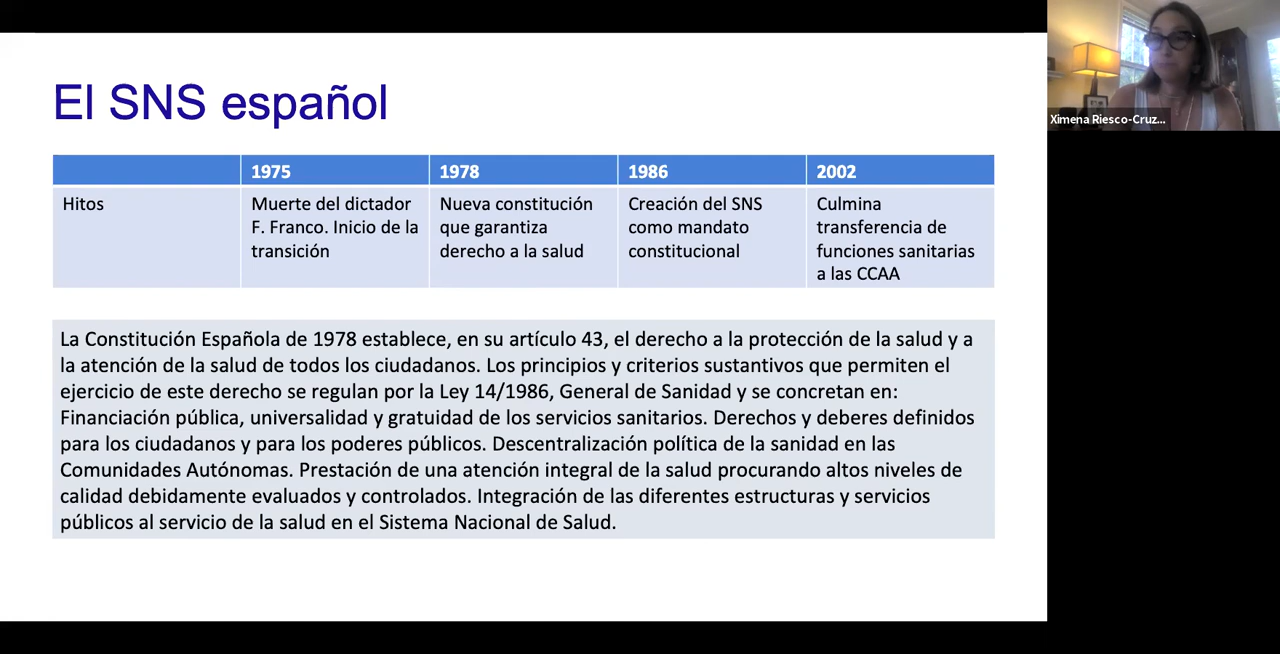 El SNS español
1975 1978 1986 2002
Hitos
Muerte del dictador
F. Franco. Inicio de la
transición
Nueva constitución
que garantiza
derecho a la salud
Creación del SNS
como mandato
constitucional
Culmina
transferencia de
funciones sanitarias
a las CCAA
La Constitución Española de 1978 establece, en su artículo 43, el derecho a la protección de la salud y a
la atención de la salud de todos los ciudadanos. Los principios y criterios sustantivos que permiten el
ejercicio de este derecho se regulan por la Ley 14/1986, General de Sanidad y se concretan en:
Financiación pública, universalidad y gratuidad de los servicios sanitarios. Derechos y deberes definidos
para los ciudadanos y para los poderes públicos. Descentralización política de la sanidad en las
Comunidades Autónomas. Prestación de una atención integral de la salud procurando altos niveles de
calidad debidamente evaluados y controlados. Integración de las diferentes estructuras y servicios
públicos al servicio de la salud en el Sistema Nacional de Salud.
Ximena Riesco-Cruz...